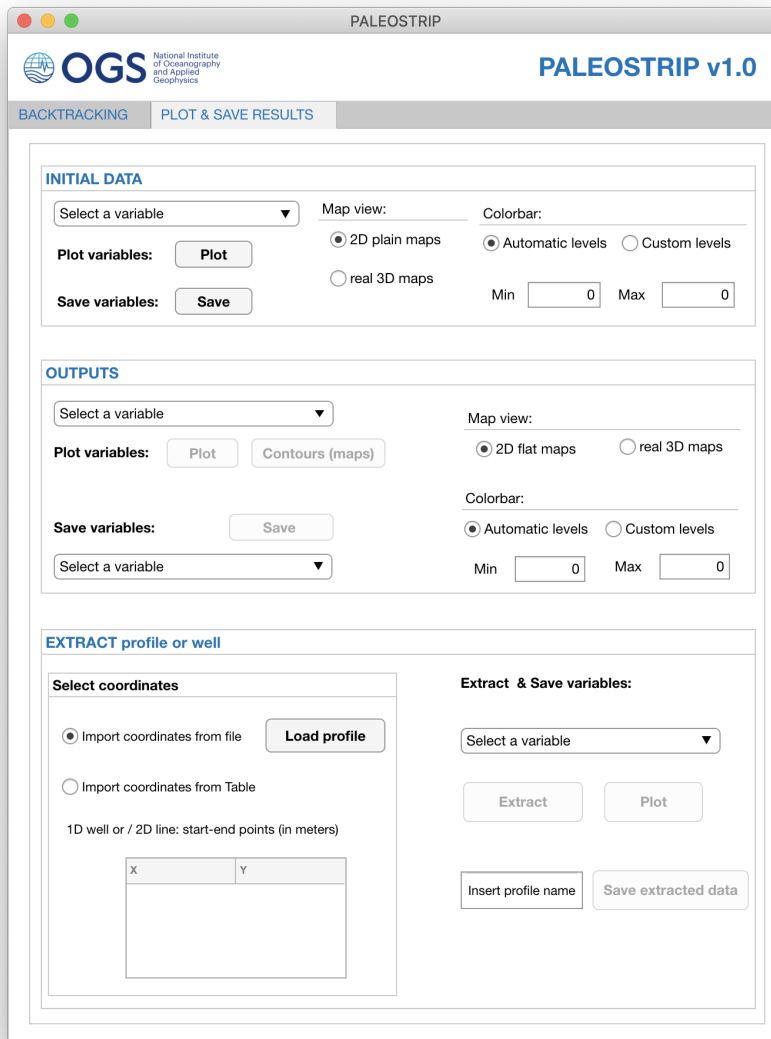 PALEOSTRIP
OGS
National Institute
of Oceanography
and Applied
Geophysics
PALEOSTRIP v1.0
BACKTRACKING
PLOT & SAVE RESULTS
INITIAL DATA
Select a variable
Map view:
Colorbar:
2D plain maps
Automatic levels
Custom levels
Plot variables:
Plot
real 3D maps
Save variables:
Save
Min
0
Max
0
OUTPUTS
Select a variable
Map view:
Plot variables:
Plot
Contours (maps)
2D flat maps
real 3D maps
Colorbar:
Save variables:
Save
Automatic levels
Custom levels
Select a variable
Min
0
Max
0
EXTRACT profile or well
Select coordinates
Import coordinates from file
Load profile
Import coordinates from Table
1D well or / 2D line: start-end points (in meters)
X
Y
Extract & Save variables:
Select a variable
Extract
Plot
Insert profile name
Save extracted data